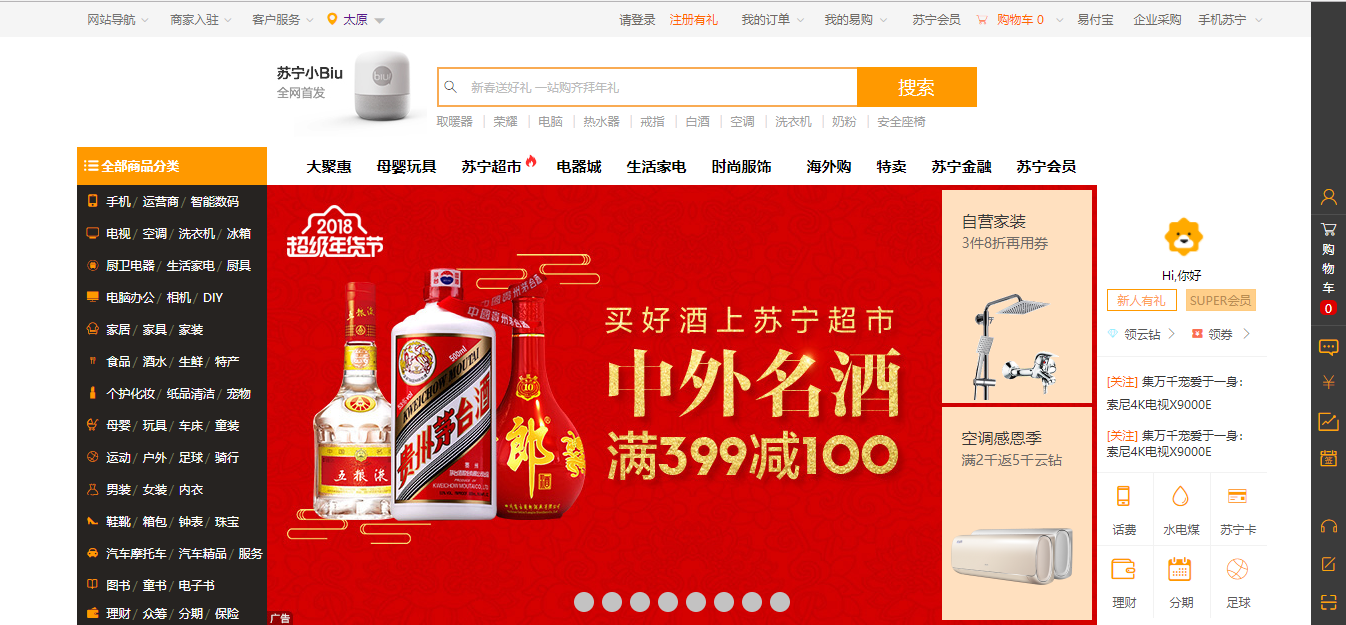 网站导航 商家入驻 客户服务 太原 请登录 注册有礼 我的订单 我的易购 苏宁会员 购物车 0 易付宝 企业采购 手机苏宁
苏宁小Biu
全网首发
biu!
新春送好礼 一站购齐拜年礼
搜索
取暖器 荣耀 电脑 热水器 戒指 白酒 空调 洗衣机 奶粉 安全座椅
全部商品分类
大聚惠 母婴玩具 苏宁超市 电器城 生活家电 时尚服饰 海外购 特卖 苏宁金融 苏宁会员
手机/ 运营商/ 智能数码
电视/ 空调/ 洗衣机/ 冰箱
厨卫电器/ 生活家电/ 厨具
电脑办公/ 相机/ DIY
家居/ 家具/ 家装
食品/ 酒水/ 生鲜/ 特产
个护化妆/ 纸品清洁/ 宠物
母婴/ 玩具/ 车床/ 童装
运动/ 户外/ 足球/ 骑行
男装/ 女装/ 内衣
鞋靴/ 箱包/ 钟表/ 珠宝
汽车摩托车/ 汽车精品/ 服务
图书/ 童书/ 电子书
理财/ 众筹/ 分期/ 保险
2018
超级年货节
买好酒上苏宁超市
中外名酒
满399减100
五粮液
500ml
KWEICHOW MOUTAI
贵州茅台酒
郎
广告
自营家装
3件8折再用券
空调感恩季
满2千返5千云钻
Hi,你好
新人有礼 SUPER会员
领云钻 领券
[关注] 集万千宠爱于一身：
索尼4K电视X9000E
[关注] 集万千宠爱于一身：
索尼4K电视X9000E
话费 水电煤 苏宁卡
理财 分期 足球
购
物
车
0